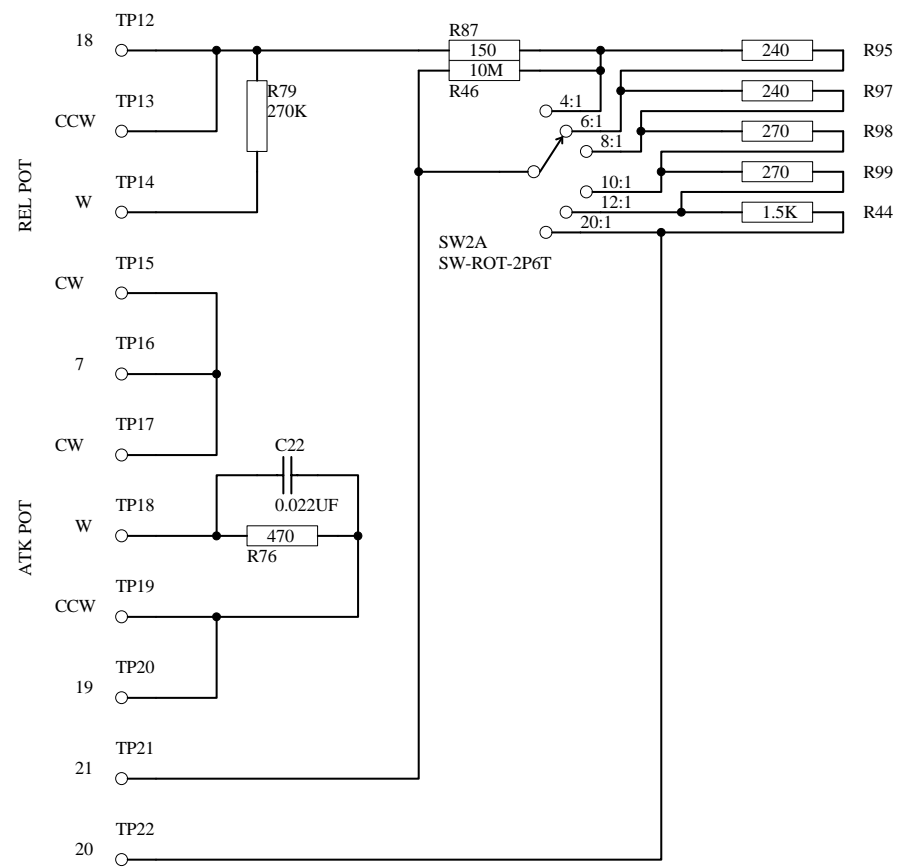 TP12
18
R87
150
240
R95
10M
R46
R79
270K
TP13
CCW
4:1
240
R97
6:1
8:1
270
R98
REL POT
TP14
W
10:1
270
R99
12:1
1.5K
R44
20:1
SW2A
SW-ROT-2P6T
TP15
CW
TP16
7
TP17
CW
C22
0.022UF
ATK POT
TP18
W
470
R76
TP19
CCW
TP20
19
TP21
21
TP22
20